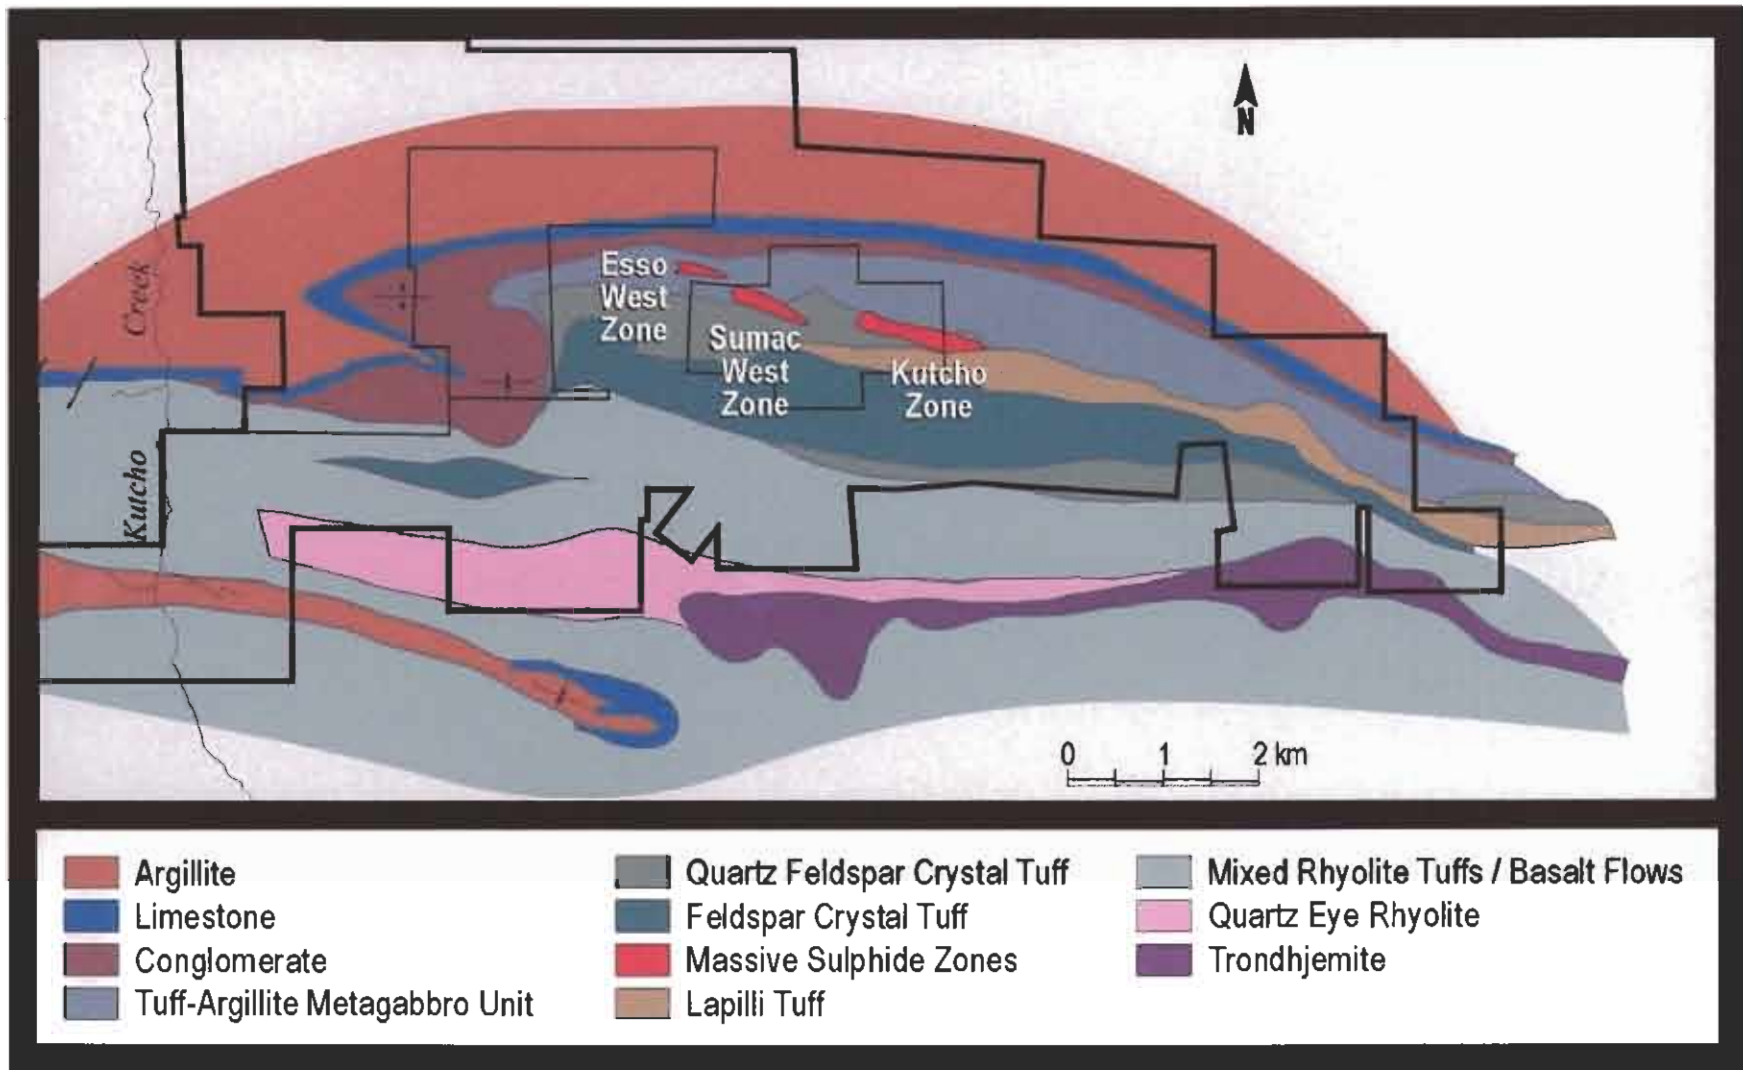 N
Creek
Kutcho
Esso
West
Zone
Sumac
West
Zone
Kutcho
Zone
0 1 2 km
Argillite
Limestone
Conglomerate
Tuff-Argillite Metagabbro Unit
Quartz Feldspar Crystal Tuff
Feldspar Crystal Tuff
Massive Sulphide Zones
Lapilli Tuff
Mixed Rhyolite Tuffs / Basalt Flows
Quartz Eye Rhyolite
Trondhjemite